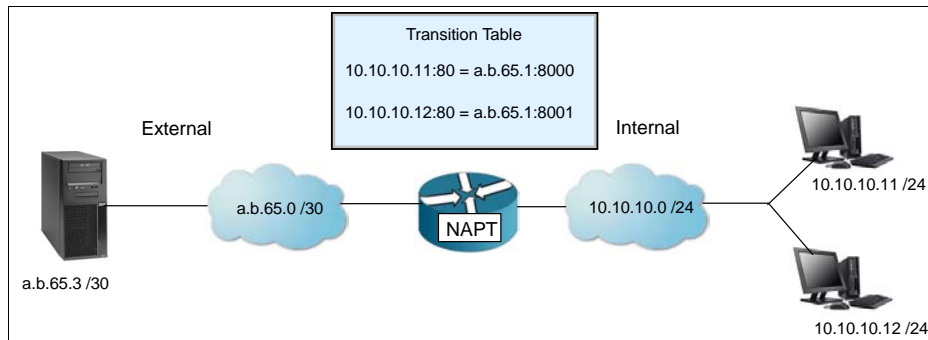 Transition Table
10.10.10.11:80 = a.b.65.1:8000
10.10.10.12:80 = a.b.65.1:8001
External
Internal
a.b.65.0 /30
NAPT
10.10.10.0 /24
10.10.10.11 /24
a.b.65.3 /30
10.10.10.12 /24